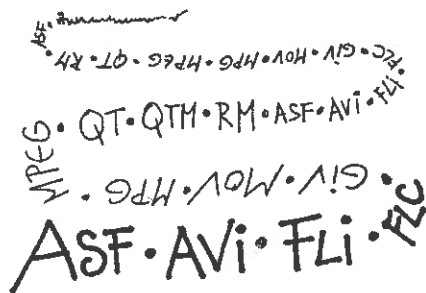 ASF • AVi • FLi • FLC •
GiV • MOV • MPG •
MPEG • QT • QTM • RM • ASF • AVi • FLi •
FLC • GiV • MOV • MPG • MPEG • QT • RM •
ASF •